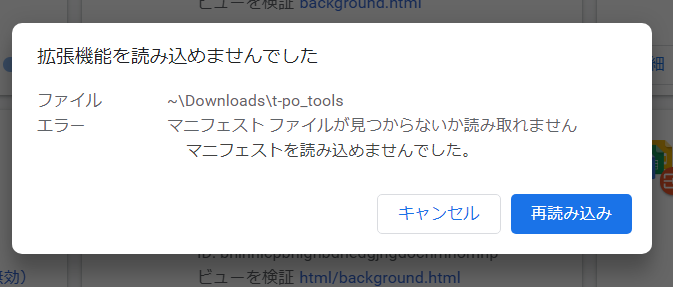 ビューを検証 background.html
拡張機能を読み込めませんでした
細
ファイル ~\Downloads\t-po_tools
エラー マニフェスト ファイルが見つからないか読み取れません
マニフェストを読み込めませんでした。
キャンセル 再読み込み
無効）
ビューを検証 html/background.html